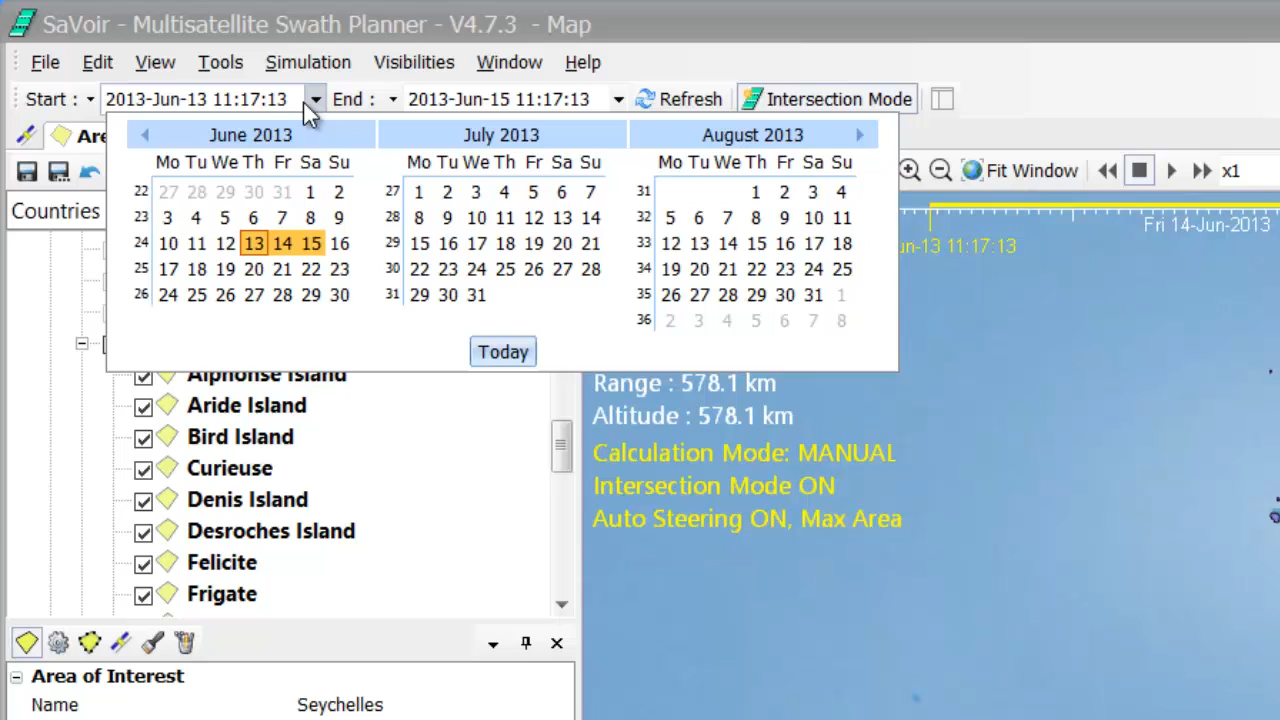 SaVoir - Multisatellite Swath Planner - V4.7.3 - Map
File Edit View Tools Simulation Visibilities Window Help
Start : 2013-Jun-13 11:17:13 End : 2013-Jun-15 11:17:13 Refresh Intersection Mode
Are
June 2013 July 2013 August 2013
Mo Tu We Th Fr Sa Su Mo Tu We Th Fr Sa Su Mo Tu We Th Fr Sa Su
22 27 28 29 30 31 1 2 27 1 2 3 4 5 6 7 31 1 2 3 4
23 3 4 5 6 7 8 9 28 8 9 10 11 12 13 14 32 5 6 7 8 9 10 11
24 10 11 12 13 14 15 16 29 15 16 17 18 19 20 21 33 12 13 14 15 16 17 18
25 17 18 19 20 21 22 23 30 22 23 24 25 26 27 28 34 19 20 21 22 23 24 25
26 24 25 26 27 28 29 30 31 29 30 31 35 26 27 28 29 30 31 1
36 2 3 4 5 6 7 8
Today
Fit Window x1
Fri 14-Jun-2013
un-13 11:17:13
Countries
Alphonse Island
Aride Island
Bird Island
Curieuse
Denis Island
Desroches Island
Felicite
Frigate
Range : 578.1 km
Altitude : 578.1 km
Calculation Mode: MANUAL
Intersection Mode ON
Auto Steering ON, Max Area
Area of Interest
Name Seychelles